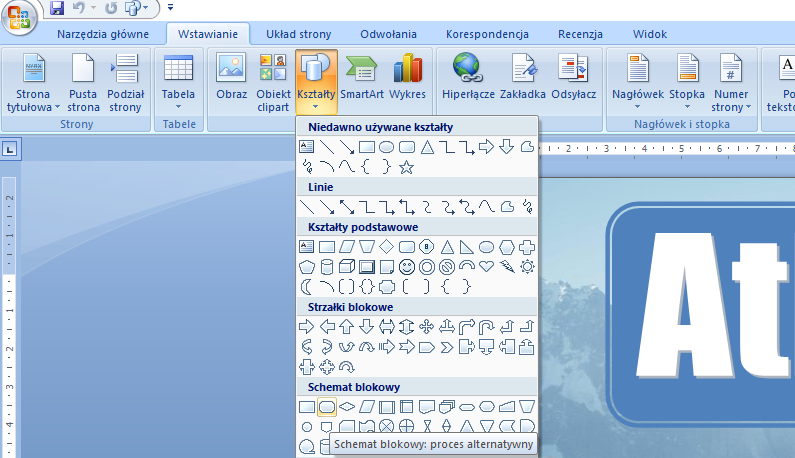 Narzędzia główne Wstawianie Układ strony Odwołania Korespondencja Recenzja Widok
Strona tytułowa
Pusta strona
Podział strony
Tabela
Obraz
Obiekt clipart
Kształty
SmartArt
Wykres
Hiperłącze
Zakładka
Odsyłacz
Nagłówek
Stopka
Numer strony
Strony
Tabele
Nagłówek i stopka
Niedawno używane kształty
Linie
Kształty podstawowe
Strzałki blokowe
Schemat blokowy
Schemat blokowy: proces alternatywny
At